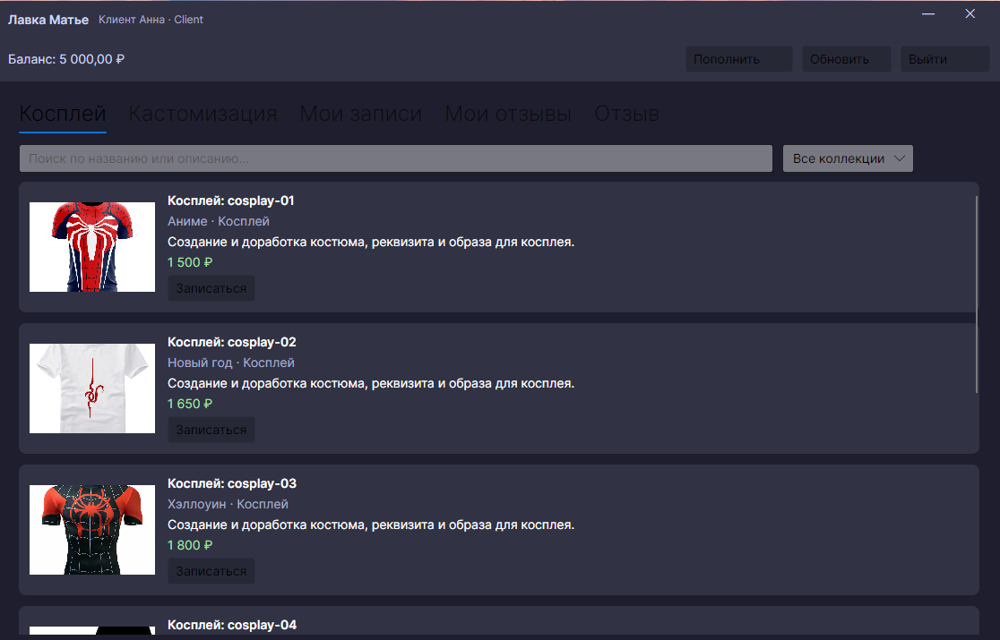 Лавка Матье Клиент Анна · Client
Баланс: 5 000,00 ₽ Пополнить Обновить Выйти
Косплей Кастомизация Мои записи Мои отзывы Отзыв
Поиск по названию или описанию... Все коллекции
Косплей: cosplay-01
Аниме · Косплей
Создание и доработка костюма, реквизита и образа для косплея.
1 500 ₽
Записаться
Косплей: cosplay-02
Новый год · Косплей
Создание и доработка костюма, реквизита и образа для косплея.
1 650 ₽
Записаться
Косплей: cosplay-03
Хэллоуин · Косплей
Создание и доработка костюма, реквизита и образа для косплея.
1 800 ₽
Записаться
Косплей: cosplay-04